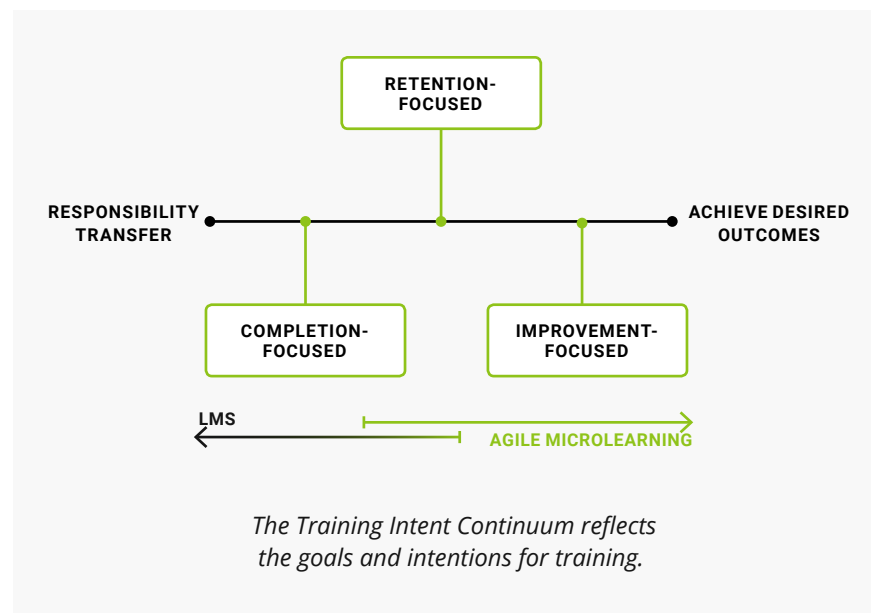 RETENTION-
FOCUSED
RESPONSIBILITY
TRANSFER
ACHIEVE DESIRED
OUTCOMES
COMPLETION-
FOCUSED
IMPROVEMENT-
FOCUSED
LMS
AGILE MICROLEARNING
The Training Intent Continuum reflects
the goals and intentions for training.